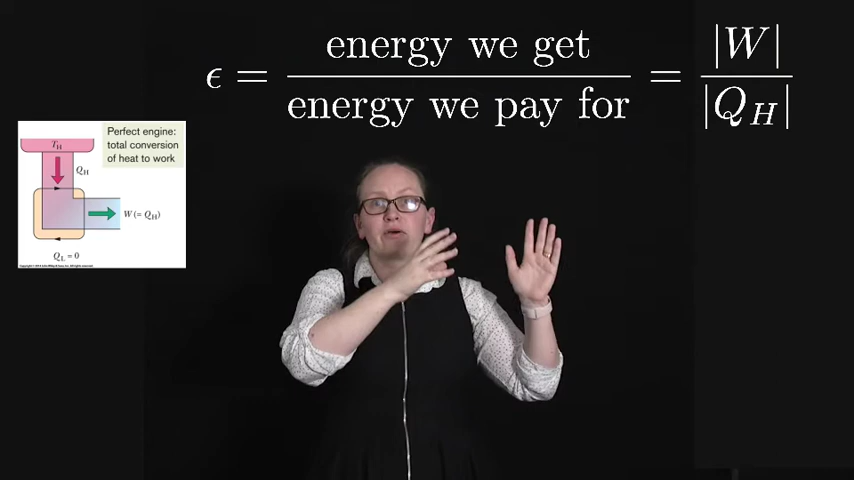 ϵ = energy we get / energy we pay for = |W| / |Q_H|
Perfect engine:
total conversion
of heat to work
T_H
Q_H
W (= Q_H)
Q_L = 0